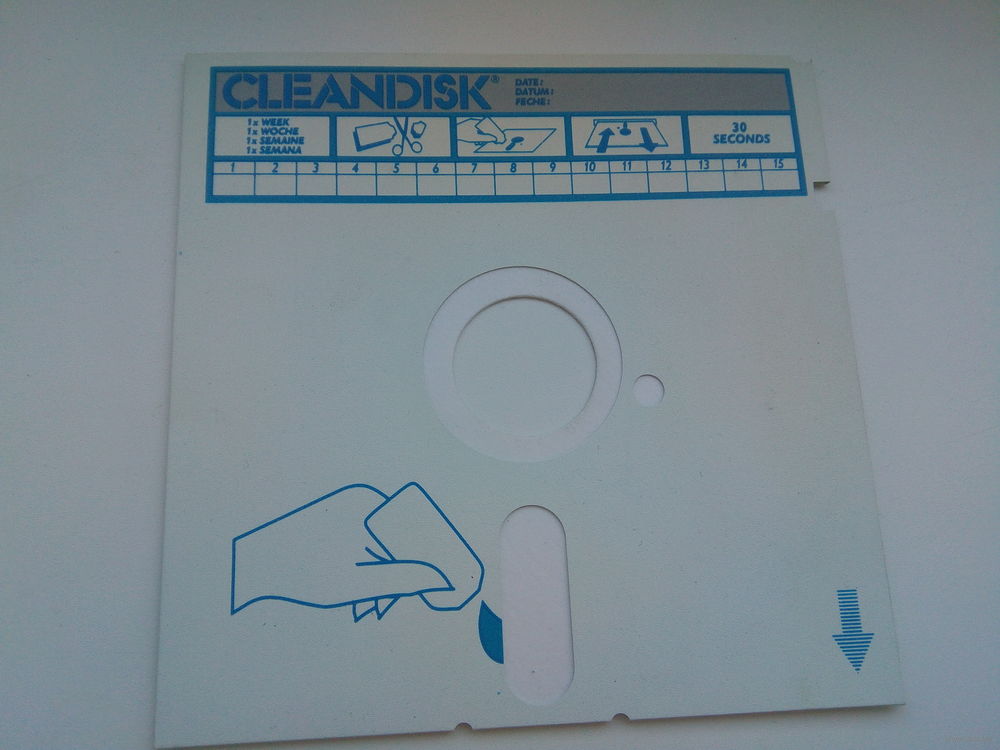 CLEANDISK®
DATE:
DATUM:
FECHE:
1x WEEK
1x WOCHE
1x SEMAINE
1x SEMANA
30
SECONDS
1 2 3 4 5 6 7 8 9 10 11 12 13 14 15